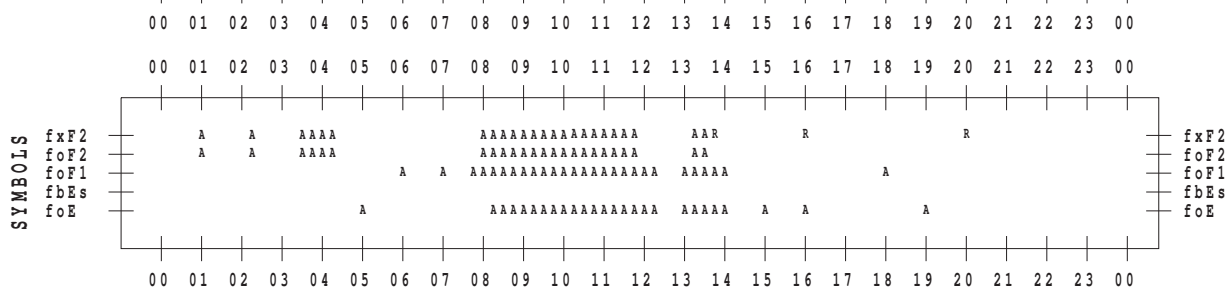 00 01 02 03 04 05 06 07 08 09 10 11 12 13 14 15 16 17 18 19 20 21 22 23 00
00 01 02 03 04 05 06 07 08 09 10 11 12 13 14 15 16 17 18 19 20 21 22 23 00
SYMBOLS
fxF2 A A AAAA AAAAAAAAAAAAAAAA AAR R R fxF2
foF2 A A AAAA AAAAAAAAAAAAAAAA AA foF2
foF1 A A AAAAAAAAAAAAAAAAAAA AAAAA A foF1
fbEs fbEs
foE A AAAAAAAAAAAAAAAAA AAAAA A A A foE
00 01 02 03 04 05 06 07 08 09 10 11 12 13 14 15 16 17 18 19 20 21 22 23 00